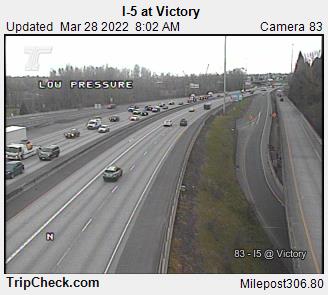 I-5 at Victory
Updated Mar 28 2022 8:02 AM Camera 83
T
LOW PRESSURE
N
83 - I5 @ Victory
TripCheck.com Milepost306.80